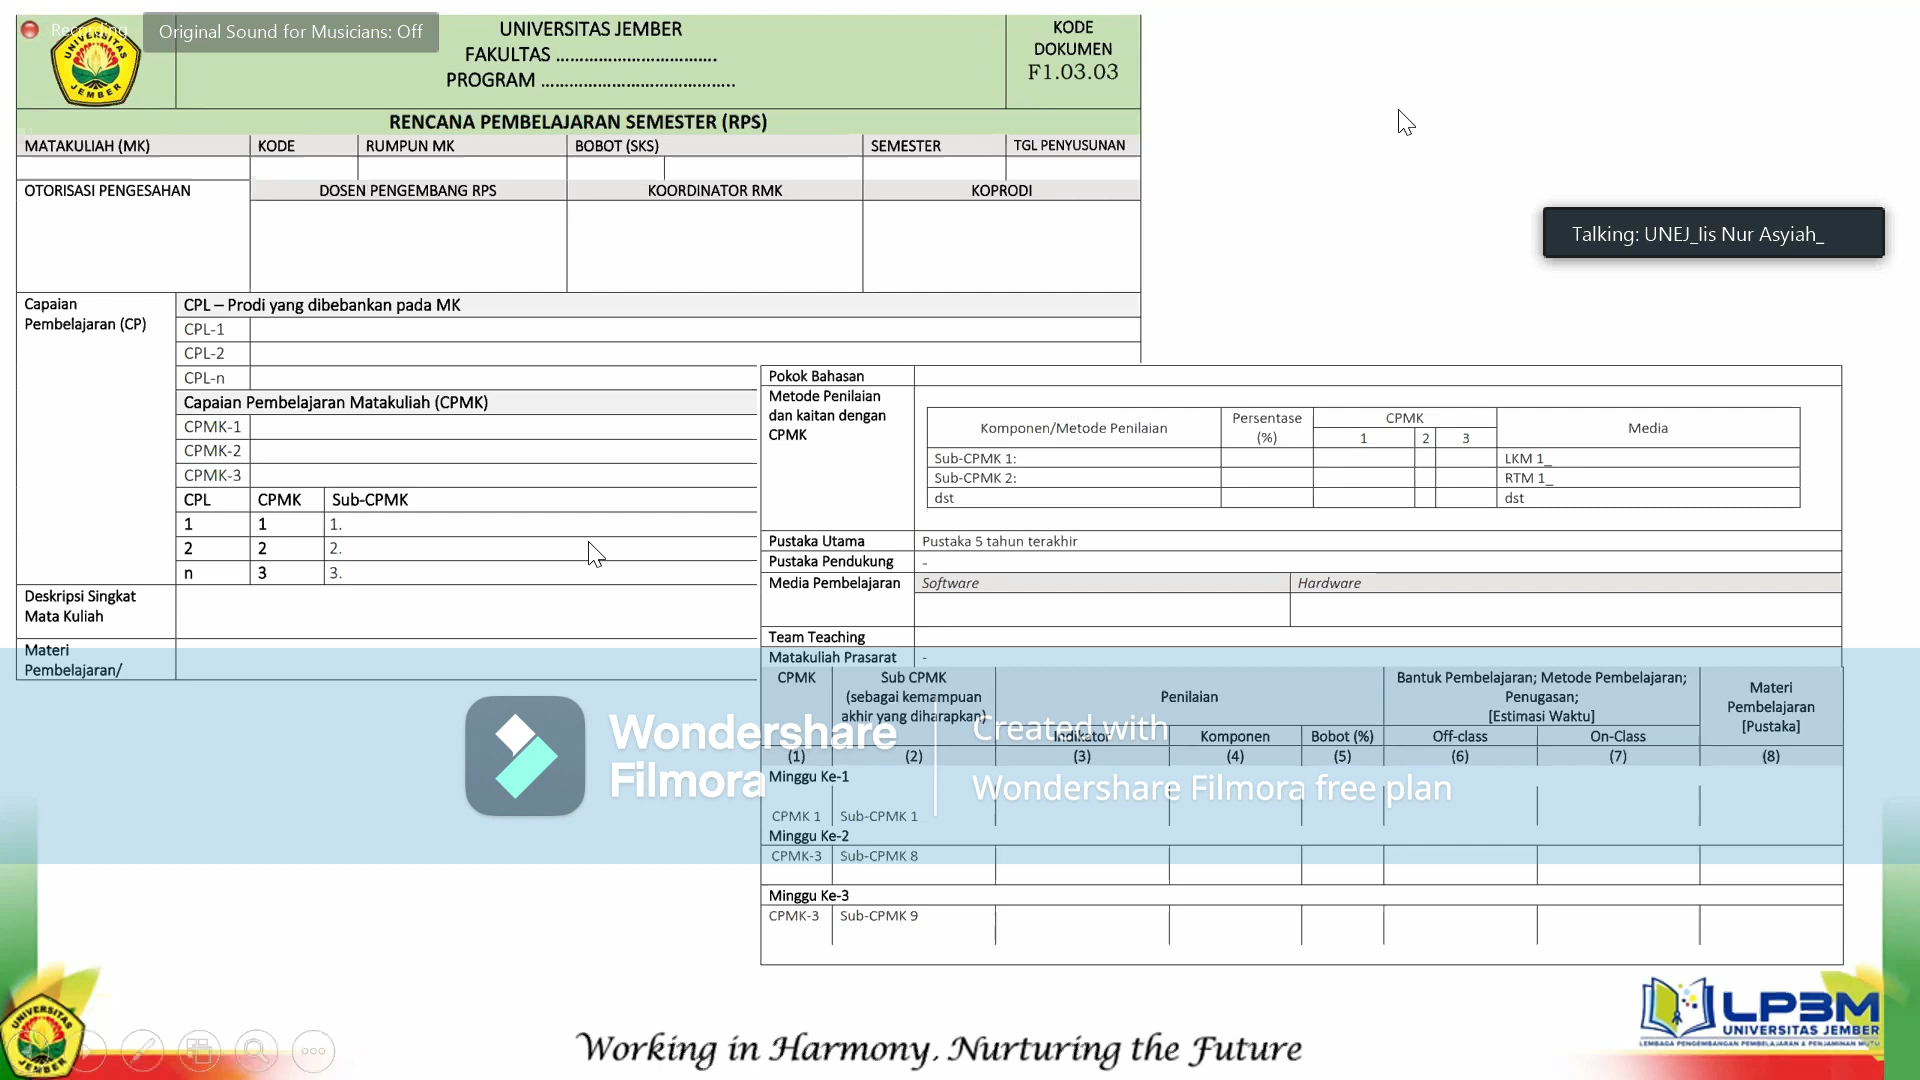 Recording
Original Sound for Musicians: Off
UNIVERSITAS JEMBER
FAKULTAS ....................................
PROGRAM ...........................................
KODE
DOKUMEN
F1.03.03
UNIVERSITAS
JEMBER
RENCANA PEMBELAJARAN SEMESTER (RPS)
MATAKULIAH (MK) KODE RUMPUN MK BOBOT (SKS) SEMESTER TGL PENYUSUNAN
OTORISASI PENGESAHAN DOSEN PENGEMBANG RPS KOORDINATOR RMK KOPRODI
Talking: UNEJ_Iis Nur Asyiah_
Capaian
Pembelajaran (CP)
CPL – Prodi yang dibebankan pada MK
CPL-1
CPL-2
CPL-n
Capaian Pembelajaran Matakuliah (CPMK)
CPMK-1
CPMK-2
CPMK-3
CPL CPMK Sub-CPMK
1 1 1.
2 2 2.
n 3 3.
Deskripsi Singkat
Mata Kuliah
Materi
Pembelajaran/
Pokok Bahasan
Metode Penilaian
dan kaitan dengan
CPMK
Komponen/Metode Penilaian Persentase
(%) CPMK Media
1 2 3
Sub-CPMK 1: LKM 1_
Sub-CPMK 2: RTM 1_
dst dst
Pustaka Utama Pustaka 5 tahun terakhir
Pustaka Pendukung -
Media Pembelajaran Software Hardware
Team Teaching
Matakuliah Prasarat -
CPMK Sub CPMK
(sebagai kemampuan
akhir yang diharapkan)
Penilaian
Bantuk Pembelajaran; Metode Pembelajaran;
Penugasan;
[Estimasi Waktu]
Materi
Pembelajaran
[Pustaka]
Indikator Komponen Bobot (%) Off-class On-Class
(1) (2) (3) (4) (5) (6) (7) (8)
Minggu Ke-1
CPMK 1 Sub-CPMK 1
Minggu Ke-2
CPMK-3 Sub-CPMK 8
Minggu Ke-3
CPMK-3 Sub-CPMK 9
Wondershare
Filmora
Created with
Wondershare Filmora free plan
UNIVERSITAS
JEMBER
Working in Harmony, Nurturing the Future
LP3M
UNIVERSITAS JEMBER
LEMBAGA PENGEMBANGAN PEMBELAJARAN & PENJAMINAN MUTU